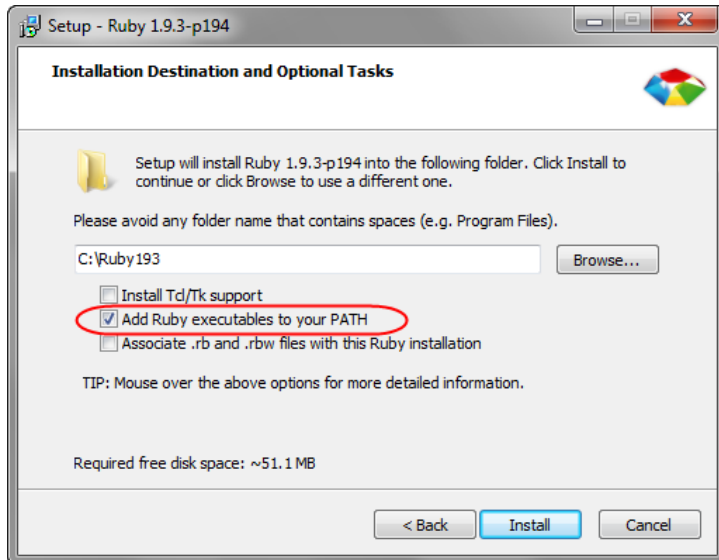 Setup - Ruby 1.9.3-p194
Installation Destination and Optional Tasks
Setup will install Ruby 1.9.3-p194 into the following folder. Click Install to
continue or click Browse to use a different one.
Please avoid any folder name that contains spaces (e.g. Program Files).
C:\Ruby193
Browse...
Install Tcl/Tk support
Add Ruby executables to your PATH
Associate .rb and .rbw files with this Ruby installation
TIP: Mouse over the above options for more detailed information.
Required free disk space: ~51.1 MB
< Back
Install
Cancel